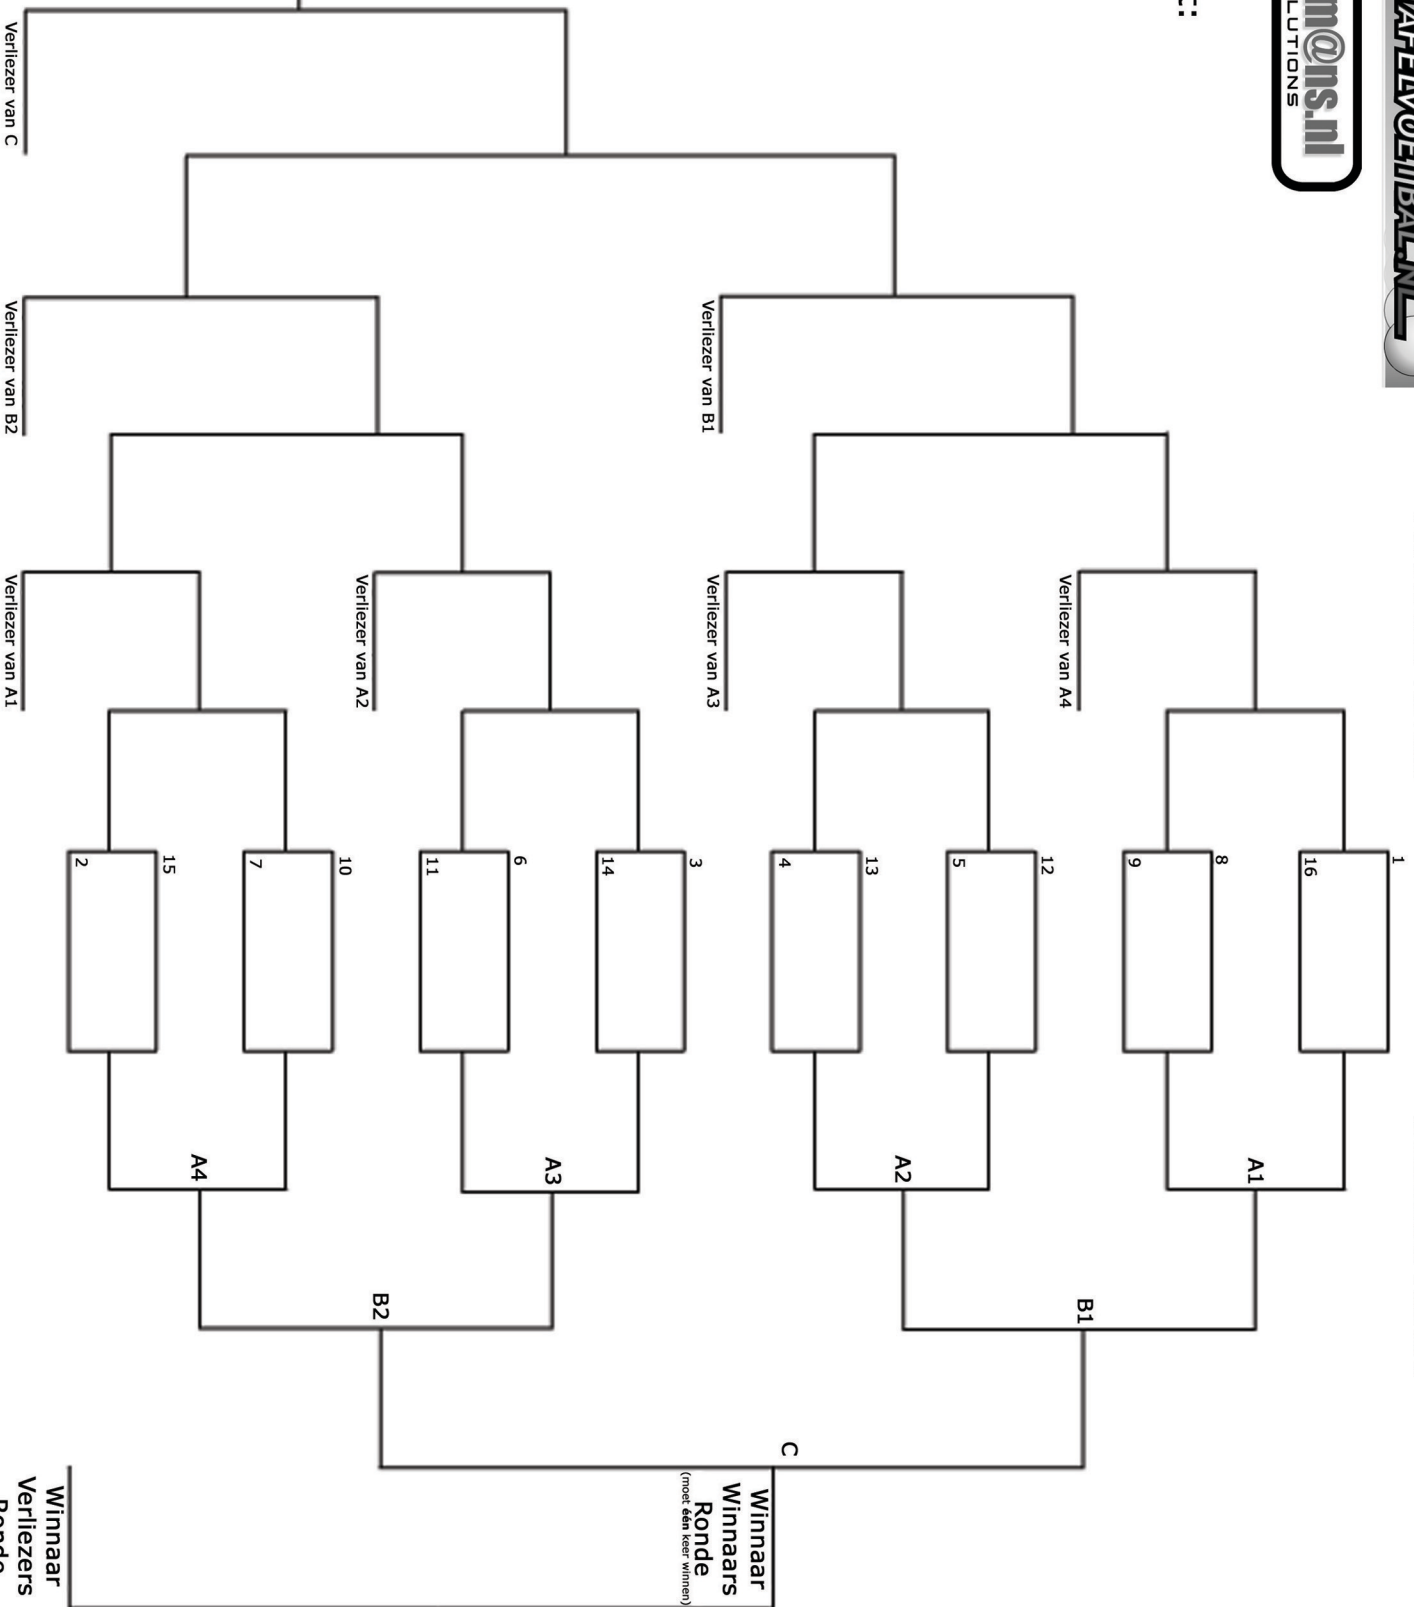 m@ns.nl
LUTIONS
1
16
8
9
12
5
13
4
3
14
6
11
10
7
15
2
A1
A2
A3
A4
B1
B2
C
Winnaar
Winnaars
Ronde
(moet één keer winnen)
Verliezer van A4
Verliezer van A3
Verliezer van A2
Verliezer van A1
Verliezer van B1
Verliezer van B2
Verliezer van C
Winnaar
Verliezers